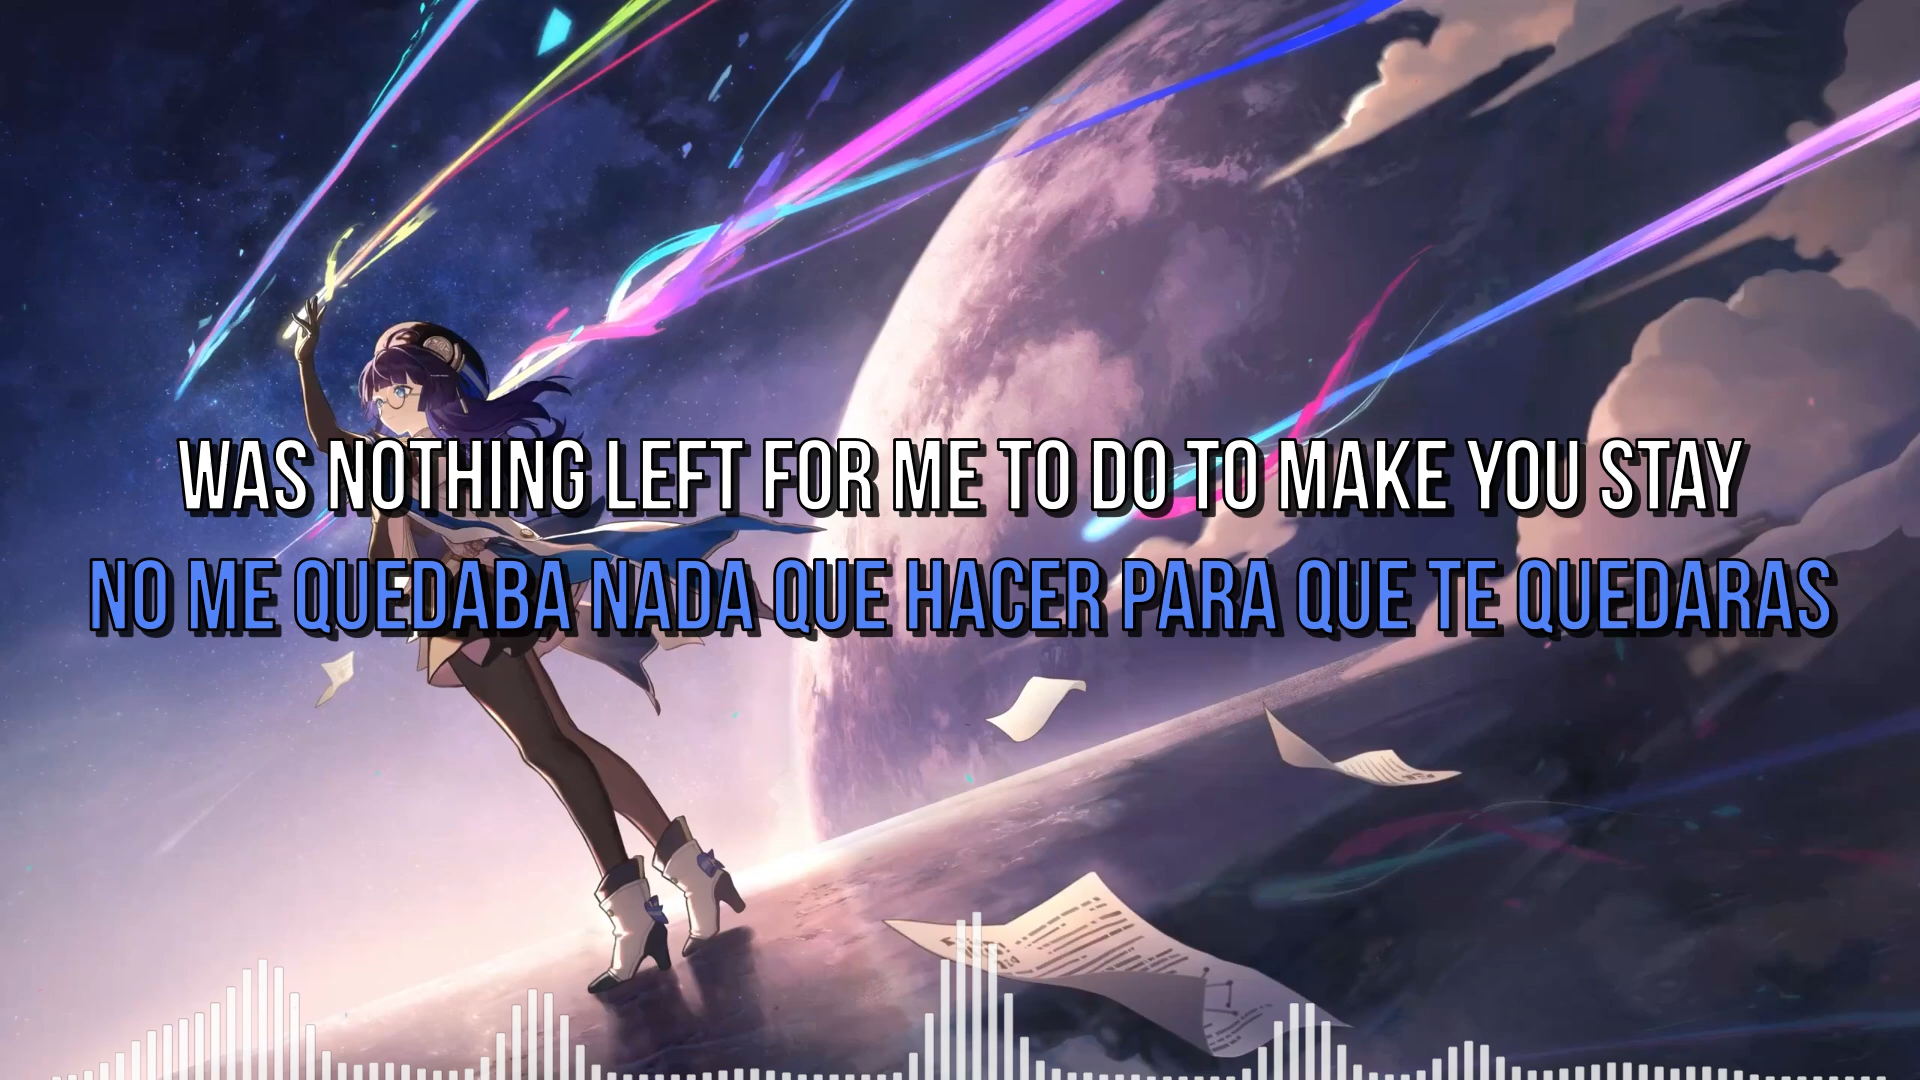 WAS NOTHING LEFT FOR ME TO DO TO MAKE YOU STAY
NO ME QUEDABA NADA QUE HACER PARA QUE TE QUEDARAS